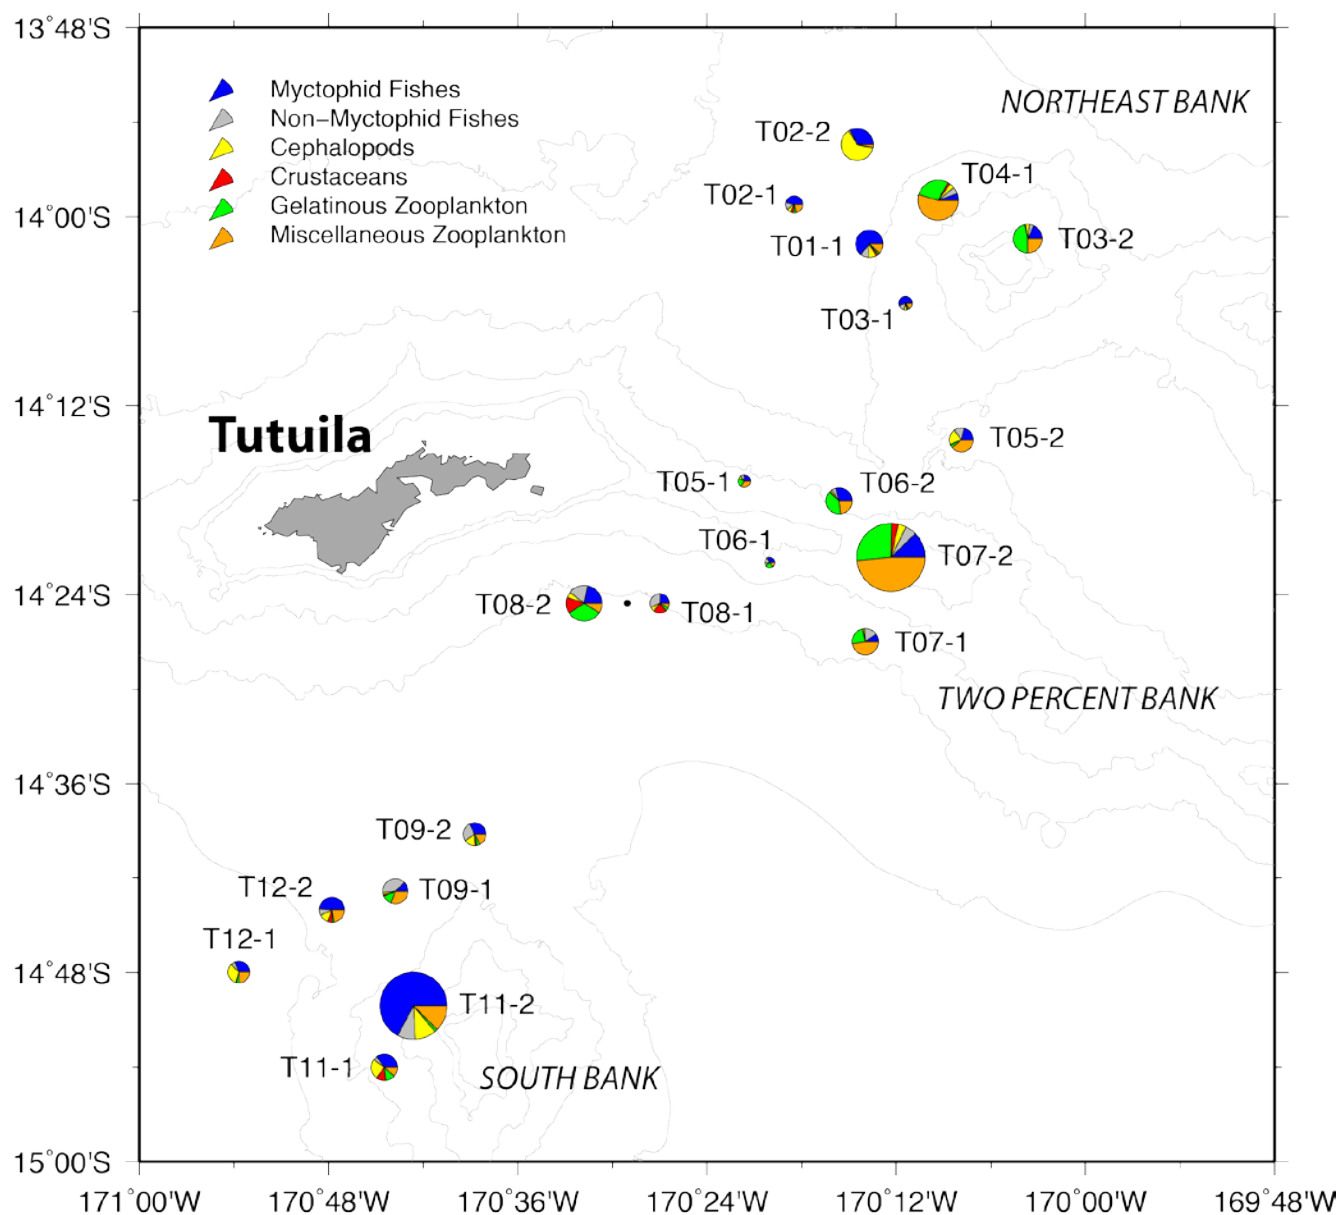 13°48'S
Myctophid Fishes
Non−Myctophid Fishes
Cephalopods
Crustaceans
Gelatinous Zooplankton
Miscellaneous Zooplankton
NORTHEAST BANK
T02-2
T04-1
T02-1
14°00'S
T01-1
T03-2
T03-1
14°12'S
Tutuila
T05-2
T05-1
T06-2
T06-1
T07-2
14°24'S
T08-2
T08-1
T07-1
TWO PERCENT BANK
14°36'S
T09-2
T12-2
T09-1
T12-1
14°48'S
T11-2
T11-1
SOUTH BANK
15°00'S
171°00'W
170°48'W
170°36'W
170°24'W
170°12'W
170°00'W
169°48'W